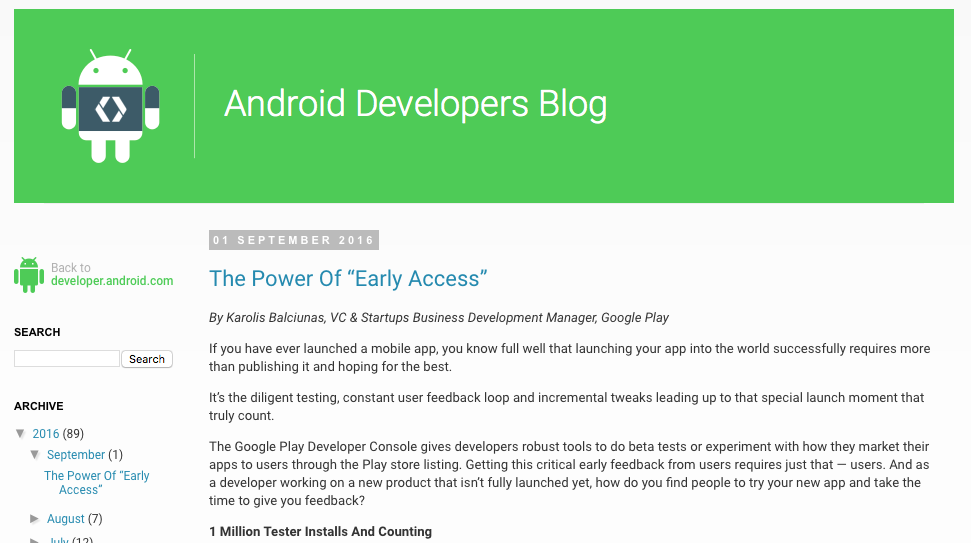 Android Developers Blog
Back to
developer.android.com
SEARCH
Search
ARCHIVE
▼ 2016 (89)
▼ September (1)
The Power Of “Early
Access”
► August (7)
► July (12)
01 SEPTEMBER 2016
The Power Of “Early Access”
By Karolis Balciunas, VC & Startups Business Development Manager, Google Play
If you have ever launched a mobile app, you know full well that launching your app into the world successfully requires more
than publishing it and hoping for the best.
It’s the diligent testing, constant user feedback loop and incremental tweaks leading up to that special launch moment that
truly count.
The Google Play Developer Console gives developers robust tools to do beta tests or experiment with how they market their
apps to users through the Play store listing. Getting this critical early feedback from users requires just that — users. And as
a developer working on a new product that isn’t fully launched yet, how do you find people to try your new app and take the
time to give you feedback?
1 Million Tester Installs And Counting